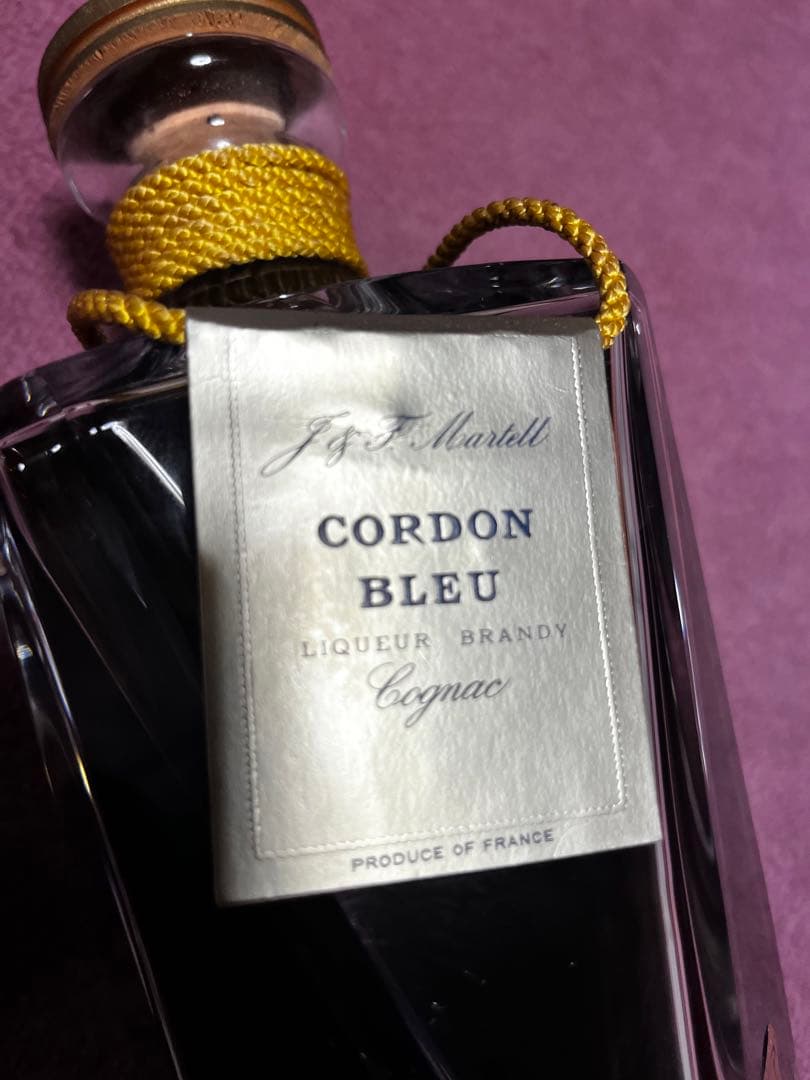 J & F Martell
CORDON
BLEU
LIQUEUR BRANDY
Cognac
PRODUCE OF FRANCE